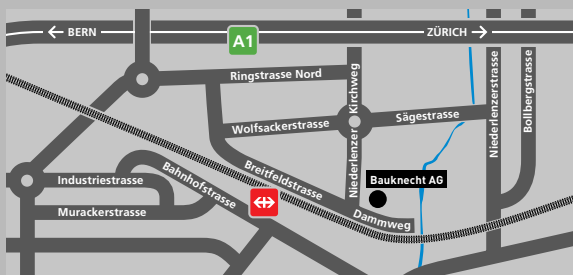 BERN
A1
ZÜRICH
Ringstrasse Nord
Niederlenzer Kirchweg
Wolfsackerstrasse
Sägestrasse
Niederlenzerstrasse
Bollbergstrasse
Breitfeldstrasse
Bahnhofstrasse
Industriestrasse
Murackerstrasse
Bauknecht AG
Dammweg